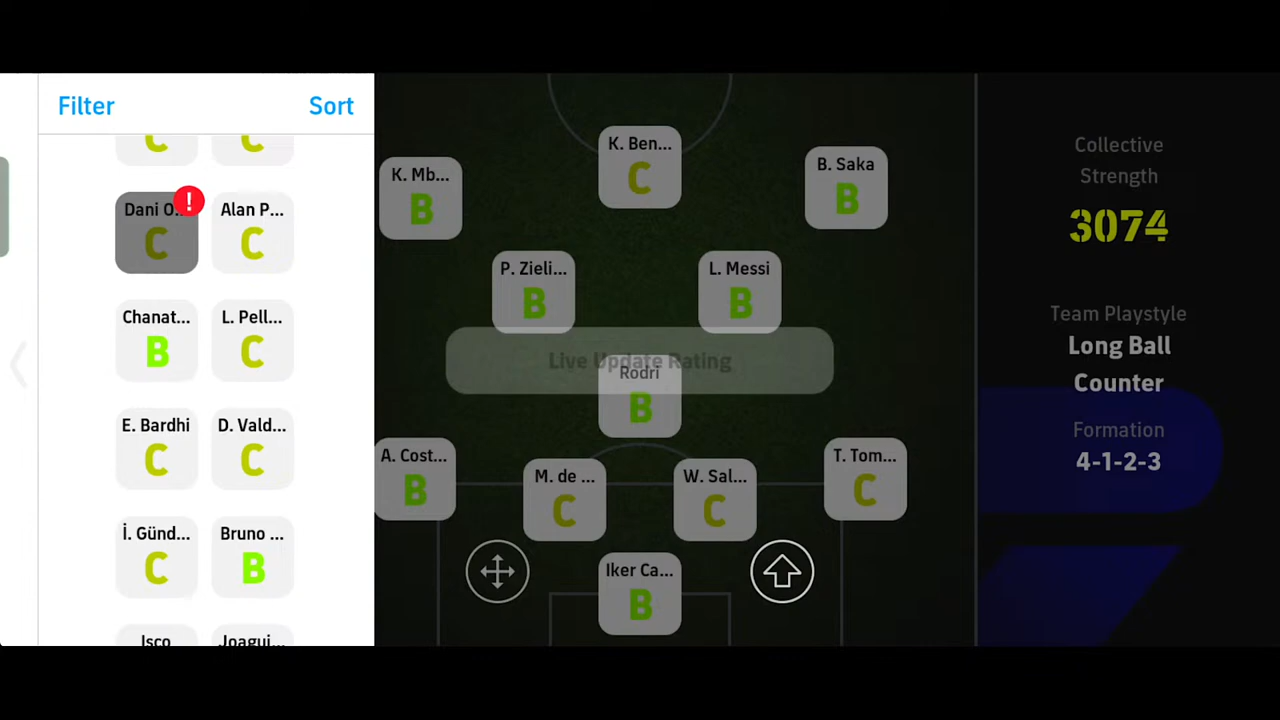 Filter
Sort
C
C
Dani O...
!
C
Alan P...
C
Chanat...
B
L. Pell...
C
E. Bardhi
C
D. Vald...
C
İ. Günd...
C
Bruno ...
B
Isco
Joaqui...
K. Mb...
B
K. Ben...
C
B. Saka
B
P. Zieli...
B
L. Messi
B
Live Update Rating
Rodri
B
A. Cost...
B
M. de ...
C
W. Sal...
C
T. Tom...
C
Iker Ca...
B
Collective
Strength
3074
Team Playstyle
Long Ball
Counter
Formation
4-1-2-3